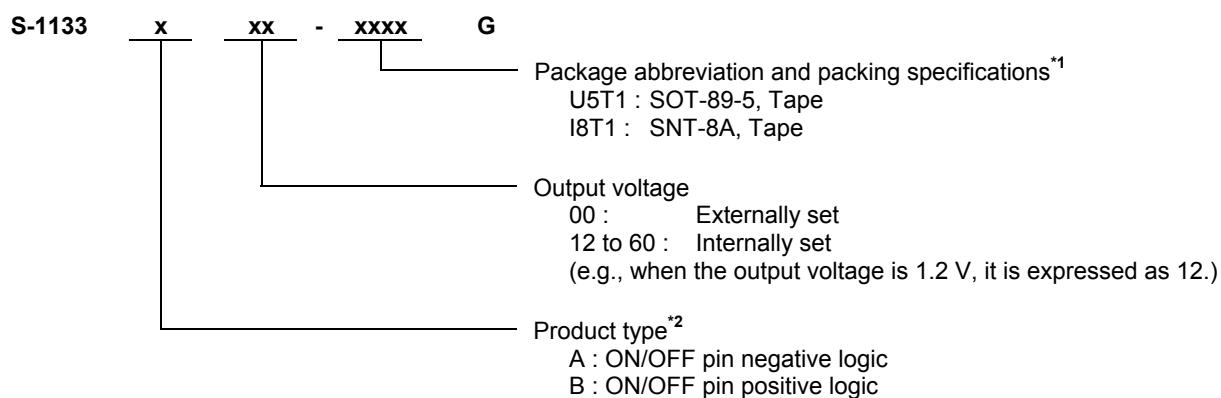 S-1133 x xx - xxxx G
Package abbreviation and packing specifications*1
U5T1 : SOT-89-5, Tape
I8T1 : SNT-8A, Tape
Output voltage
00 : Externally set
12 to 60 : Internally set
(e.g., when the output voltage is 1.2 V, it is expressed as 12.)
Product type*2
A : ON/OFF pin negative logic
B : ON/OFF pin positive logic